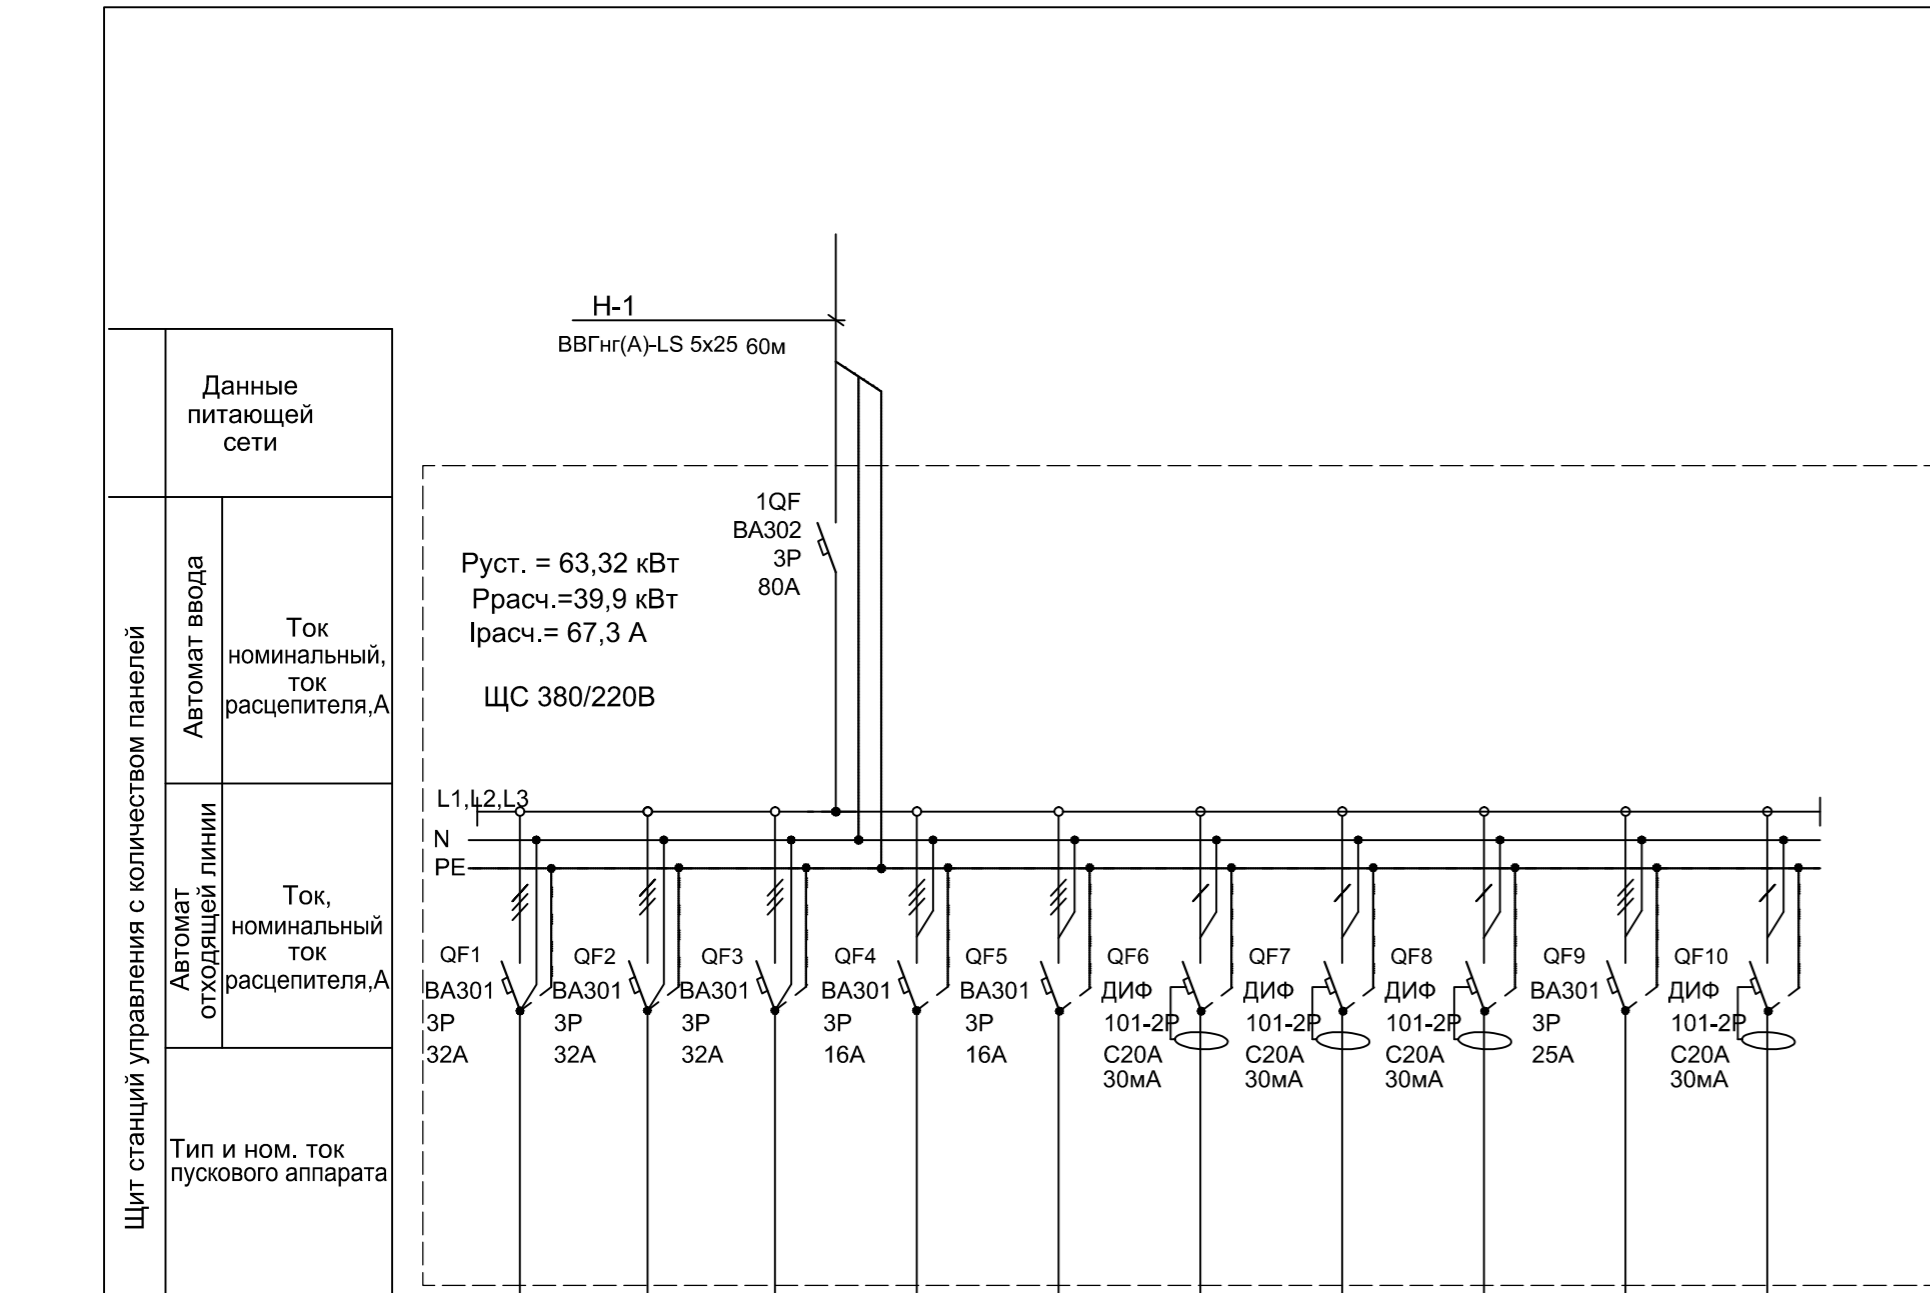 Н-1
ВВГнг(А)-LS 5х25 60м
Данные
питающей
сети
Щит станций управления с количеством панелей
Автомат ввода
Ток
номинальный,
ток
расцепителя,А
Автомат
отходящей линии
Ток,
номинальный
ток
расцепителя,А
Тип и ном. ток
пускового аппарата
1QF
ВА302
3Р
80А
Руст. = 63,32 кВт
Ррасч.=39,9 кВт
Iрасч.= 67,3 А
ЩС 380/220В
L1,L2,L3
N
PE
QF1
ВА301
3Р
32А
QF2
ВА301
3Р
32А
QF3
ВА301
3Р
32А
QF4
ВА301
3Р
16А
QF5
ВА301
3Р
16А
QF6
ДИФ
101-2Р
С20А
30мА
QF7
ДИФ
101-2Р
С20А
30мА
QF8
ДИФ
101-2Р
С20А
30мА
QF9
ВА301
3Р
25А
QF10
ДИФ
101-2Р
С20А
30мА